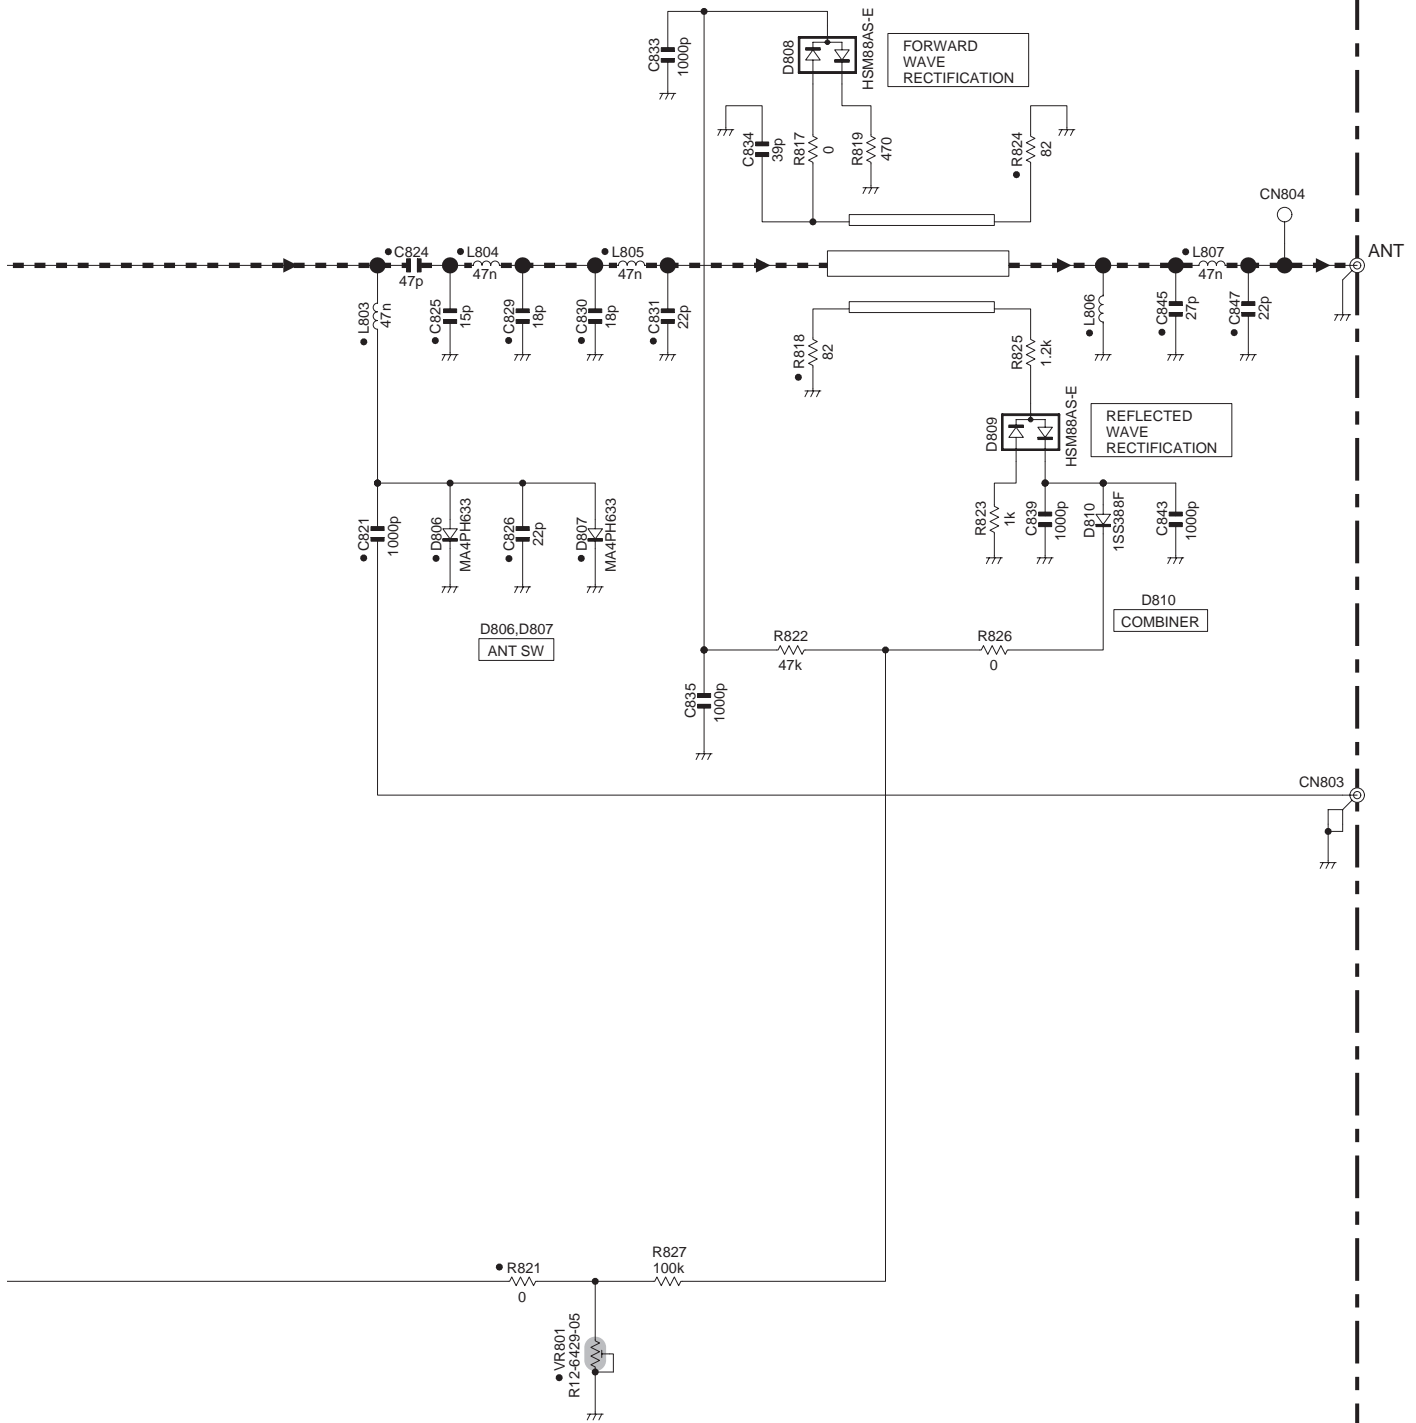 C833
1000p
D808
HSM88AS-E
FORWARD
WAVE
RECTIFICATION
C834
39p
R817
0
R819
470
R824
82
CN804
ANT
C824
47p
L804
47n
L805
47n
L807
47n
L803
47n
C825
15p
C829
18p
C830
18p
C831
22p
R818
82
R825
1.2k
L806
C845
27p
C847
22p
D809
HSM88AS-E
REFLECTED
WAVE
RECTIFICATION
C821
1000p
D806
MA4PH633
C826
22p
D807
MA4PH633
R823
1k
C839
1000p
D810
1SS388F
C843
1000p
D806,D807
ANT SW
D810
COMBINER
R822
47k
R826
0
C835
1000p
CN803
R821
0
R827
100k
VR801
R12-6429-05